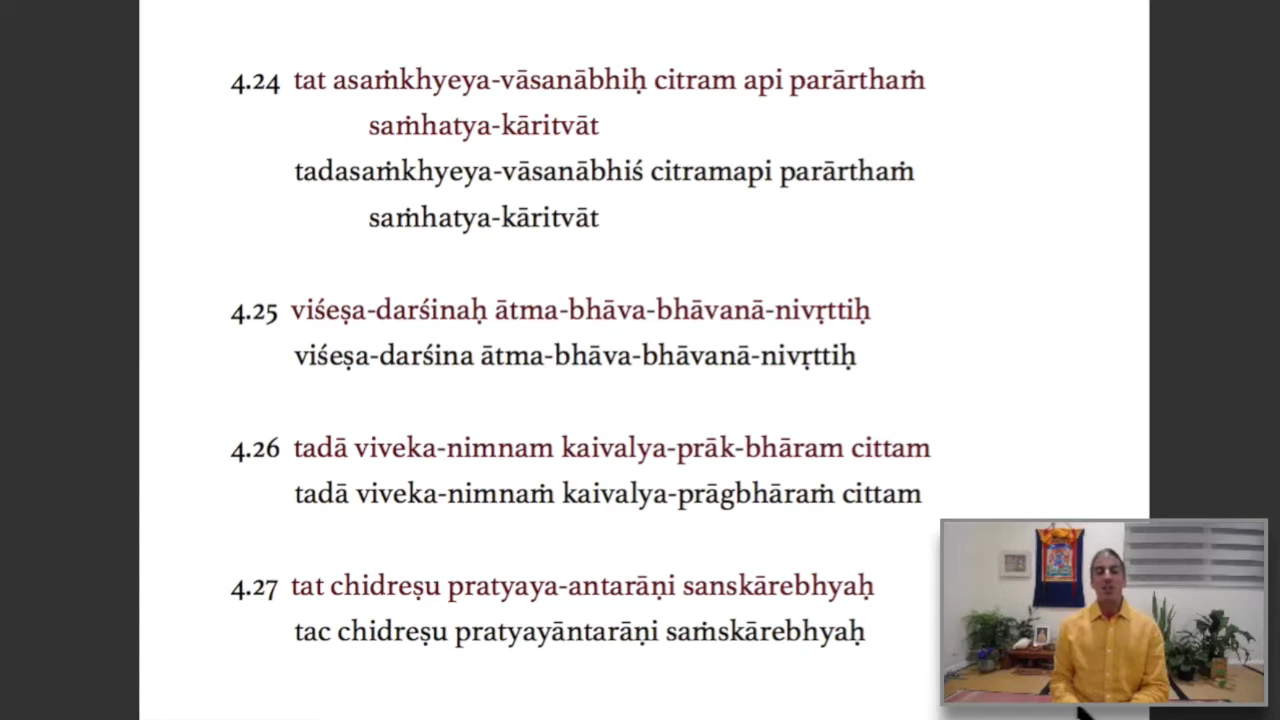 4.24 tat asaṁkhyeya-vāsanābhiḥ citram api parārthaṁ
saṁhatya-kāritvāt
tadasaṁkhyeya-vāsanābhiś citramapi parārthaṁ
saṁhatya-kāritvāt
4.25 viśeṣa-darśinaḥ ātma-bhāva-bhāvanā-nivṛttiḥ
viśeṣa-darśina ātma-bhāva-bhāvanā-nivṛttiḥ
4.26 tadā viveka-nimnam kaivalya-prāk-bhāram cittam
tadā viveka-nimnaṁ kaivalya-prāgbhāraṁ cittam
4.27 tat chidreṣu pratyaya-antarāṇi sanskārebhyaḥ
tac chidreṣu pratyayāntarāṇi saṁskārebhyaḥ